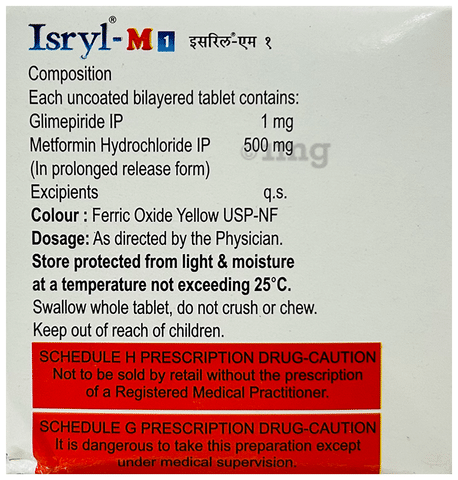 Isryl®-M 1 इसरिल®-एम १
Composition
Each uncoated bilayered tablet contains:
Glimepiride IP 1 mg
Metformin Hydrochloride IP 500 mg
(In prolonged release form)
Excipients q.s.
Colour : Ferric Oxide Yellow USP-NF
Dosage: As directed by the Physician.
Store protected from light & moisture
at a temperature not exceeding 25°C.
Swallow whole tablet, do not crush or chew.
Keep out of reach of children.
SCHEDULE H PRESCRIPTION DRUG-CAUTION
Not to be sold by retail without the prescription
of a Registered Medical Practitioner.
SCHEDULE G PRESCRIPTION DRUG-CAUTION
It is dangerous to take this preparation except
under medical supervision.